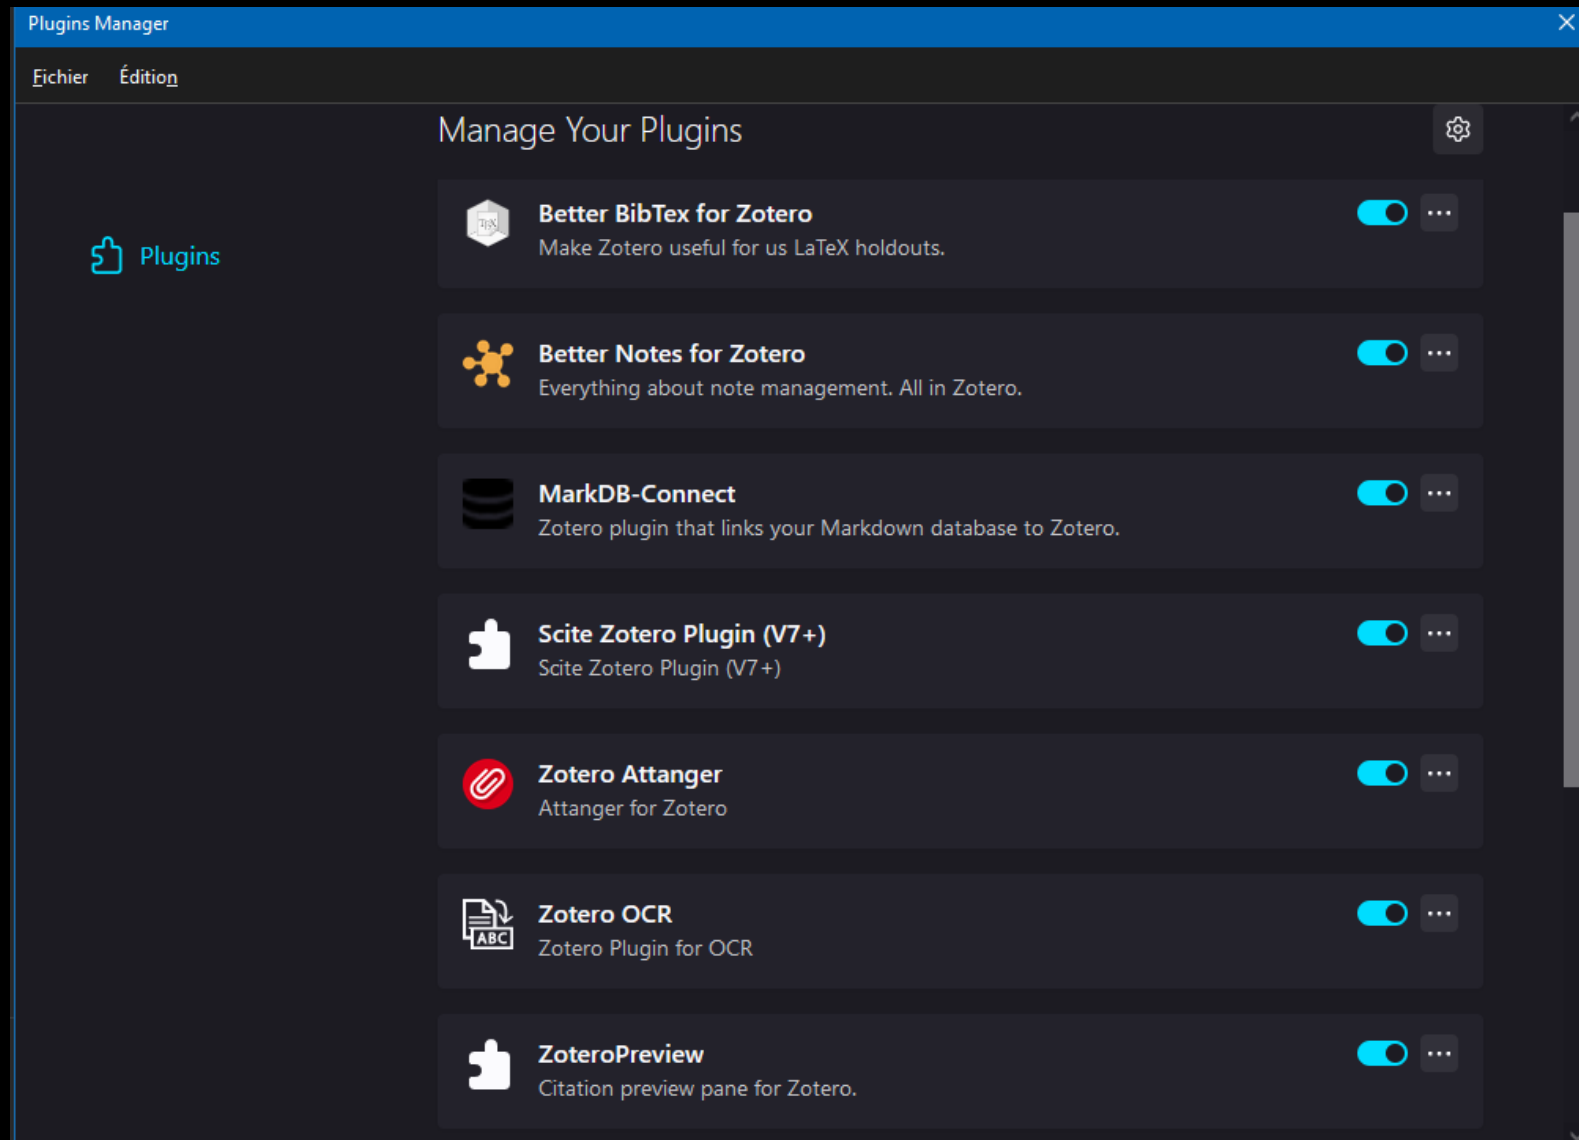 Plugins Manager
Fichier Édition
Manage Your Plugins
Plugins
Better BibTex for Zotero
Make Zotero useful for us LaTeX holdouts.
Better Notes for Zotero
Everything about note management. All in Zotero.
MarkDB-Connect
Zotero plugin that links your Markdown database to Zotero.
Scite Zotero Plugin (V7+)
Scite Zotero Plugin (V7+)
Zotero Attanger
Attanger for Zotero
ABC
Zotero OCR
Zotero Plugin for OCR
ZoteroPreview
Citation preview pane for Zotero.